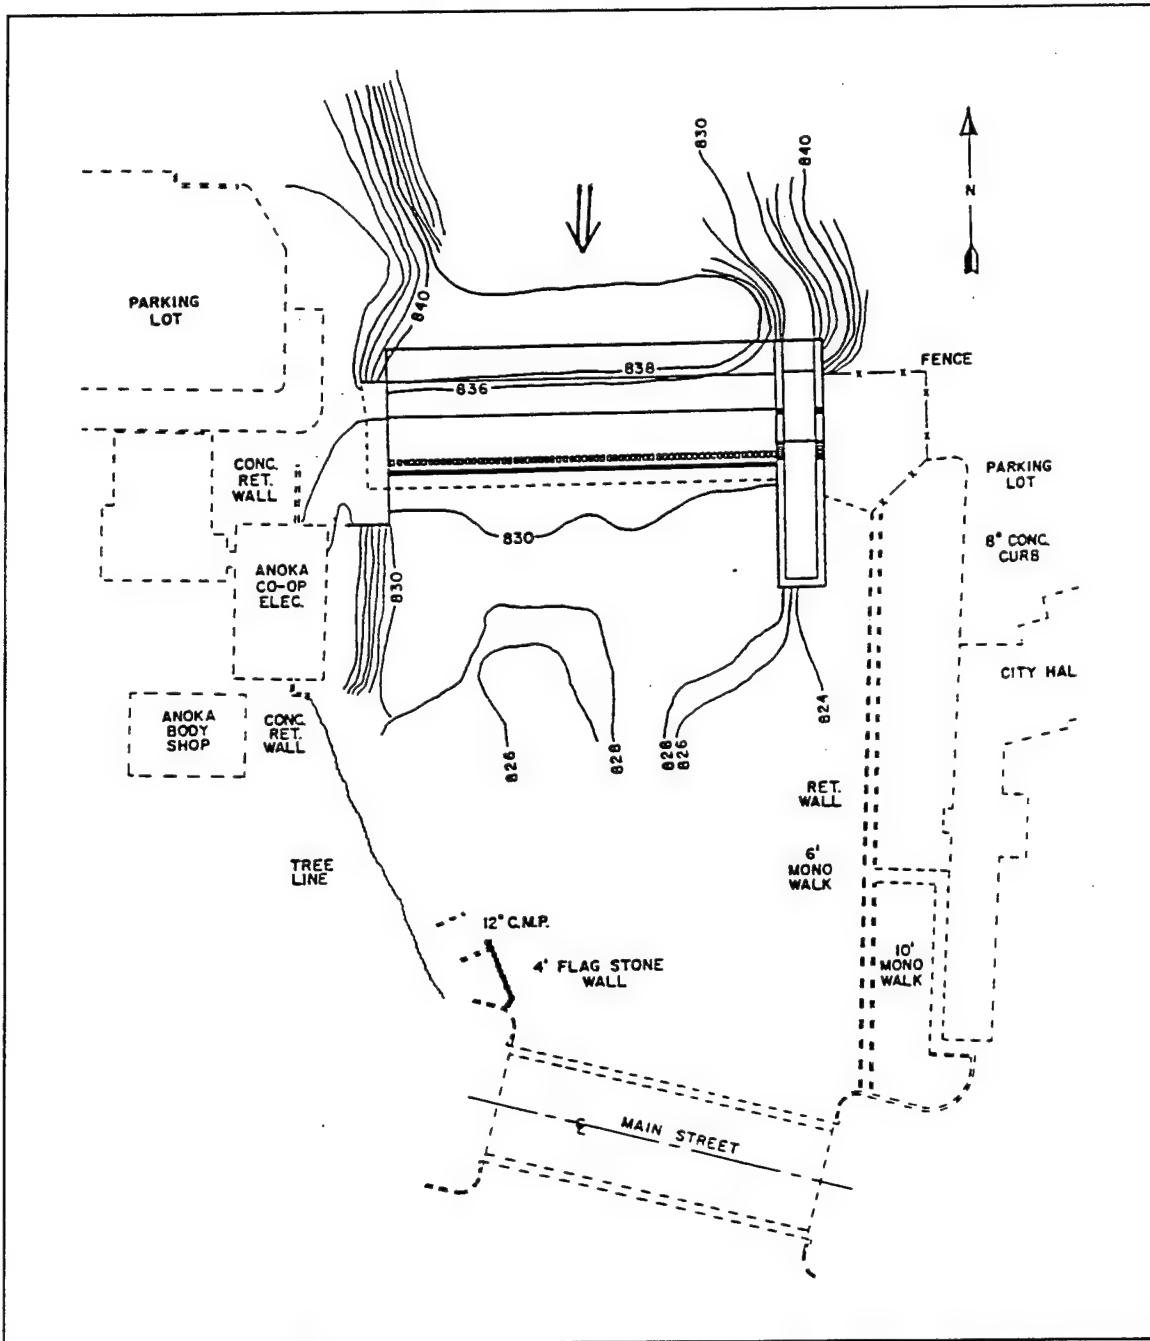 830
840
N
PARKING
LOT
840
FENCE
838
836
CONC.
RET.
WALL
PARKING
LOT
830
8" CONC.
CURB
ANOKA
CO-OP
ELEC.
830
CITY HAL
824
ANOKA
BODY
SHOP
CONC.
RET.
WALL
826
828
828
826
RET.
WALL
6'
MONO
WALK
TREE
LINE
12" C.M.P.
4' FLAG STONE
WALL
10'
MONO
WALK
MAIN STREET